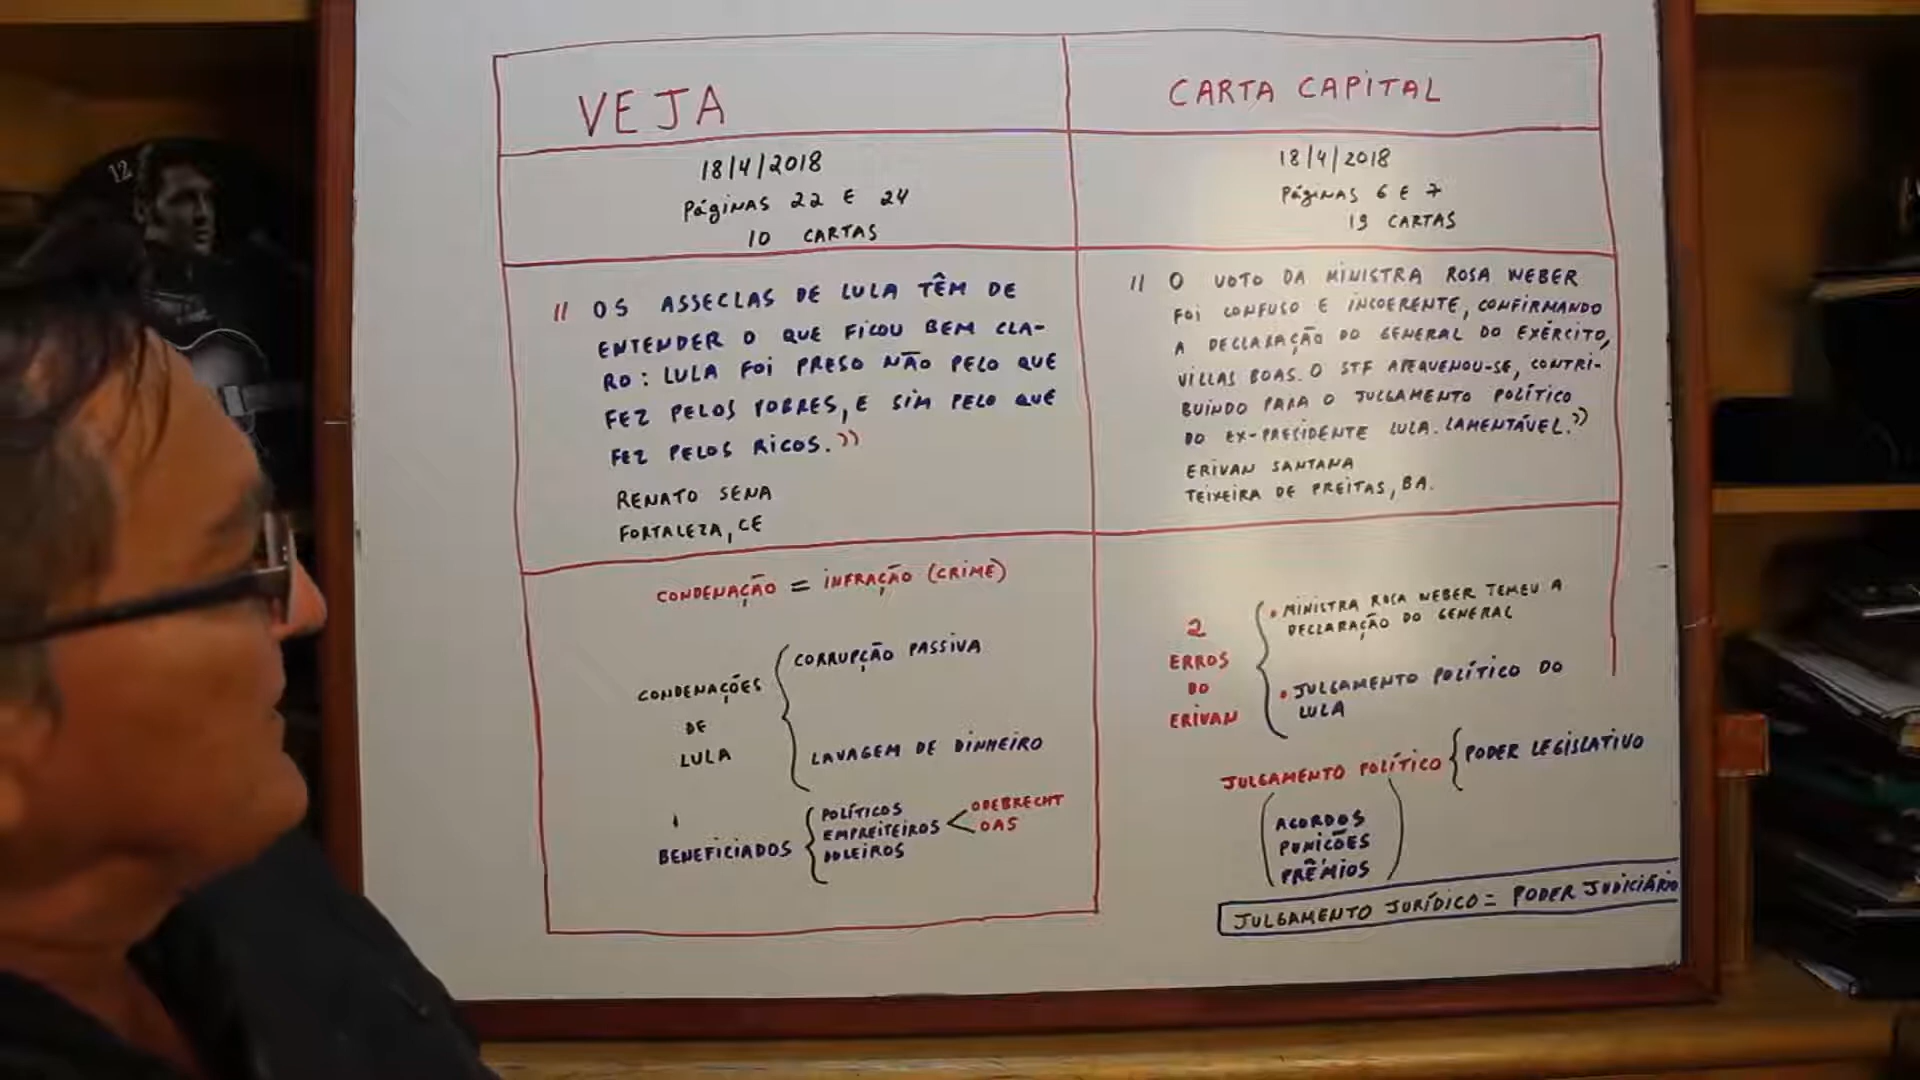 12
VEJA
18/4/2018
Páginas 22 E 24
10 CARTAS
" OS ASSECLAS DE LULA TÊM DE
ENTENDER O QUE FICOU BEM CLA-
RO: LULA FOI PRESO NÃO PELO QUE
FEZ PELOS POBRES, E SIM PELO QUE
FEZ PELOS RICOS."
RENATO SENA
FORTALEZA, CE
CONDENAÇÃO = INFRAÇÃO (CRIME)
CONDENAÇÕES
DE
LULA
CORRUPÇÃO PASSIVA
LAVAGEM DE DINHEIRO
BENEFICIADOS
POLÍTICOS
EMPREITEIROS
DOLEIROS
ODEBRECHT
OAS
CARTA CAPITAL
18/4/2018
Páginas 6 E 7
19 CARTAS
" O VOTO DA MINISTRA ROSA WEBER
FOI CONFUSO E INCOERENTE, CONFIRMANDO
A DECLARAÇÃO DO GENERAL DO EXÉRCITO,
VILLAS BOAS. O STF APEQUENOU-SE, CONTRI-
BUINDO PARA O JULGAMENTO POLÍTICO
DO EX-PRESIDENTE LULA. LAMENTÁVEL."
ERIVAN SANTANA
TEIXEIRA DE FREITAS, BA.
2
ERROS
DO
ERIVAN
• MINISTRA ROSA WEBER TEMEU A
DECLARAÇÃO DO GENERAL
• JULGAMENTO POLÍTICO DO
LULA
JULGAMENTO POLÍTICO
PODER LEGISLATIVO
ACORDOS
PUNIÇÕES
PRÊMIOS
JULGAMENTO JURÍDICO = PODER JUDICIÁRIO